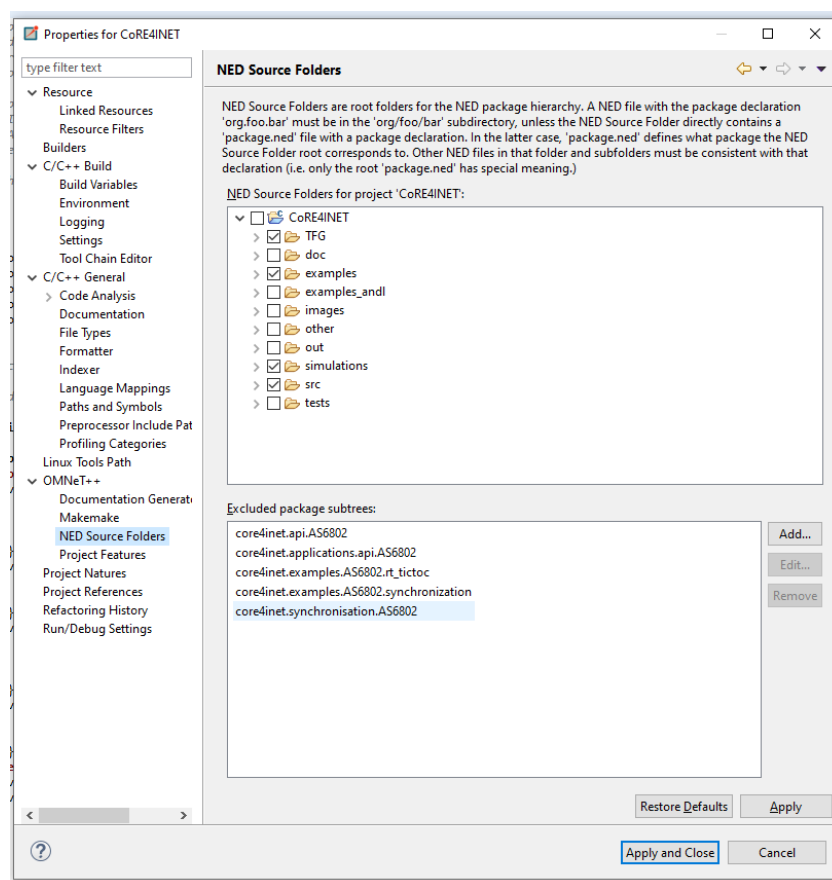 Properties for CoRE4INET
type filter text
Resource
Linked Resources
Resource Filters
Builders
C/C++ Build
Build Variables
Environment
Logging
Settings
Tool Chain Editor
C/C++ General
Code Analysis
Documentation
File Types
Formatter
Indexer
Language Mappings
Paths and Symbols
Preprocessor Include Pat
Profiling Categories
Linux Tools Path
OMNeT++
Documentation Generat
Makemake
NED Source Folders
Project Features
Project Natures
Project References
Refactoring History
Run/Debug Settings
NED Source Folders
NED Source Folders are root folders for the NED package hierarchy. A NED file with the package declaration
'org.foo.bar' must be in the 'org/foo/bar' subdirectory, unless the NED Source Folder directly contains a
'package.ned' file with a package declaration. In the latter case, 'package.ned' defines what package the NED
Source Folder root corresponds to. Other NED files in that folder and subfolders must be consistent with that
declaration (i.e. only the root 'package.ned' has special meaning.)
NED Source Folders for project 'CoRE4INET':
CoRE4INET
TFG
doc
examples
examples_andl
images
other
out
simulations
src
tests
Excluded package subtrees:
core4inet.api.AS6802
core4inet.applications.api.AS6802
core4inet.examples.AS6802.rt_tictoc
core4inet.examples.AS6802.synchronization
core4inet.synchronisation.AS6802
Add...
Edit...
Remove
Restore Defaults
Apply
Apply and Close
Cancel